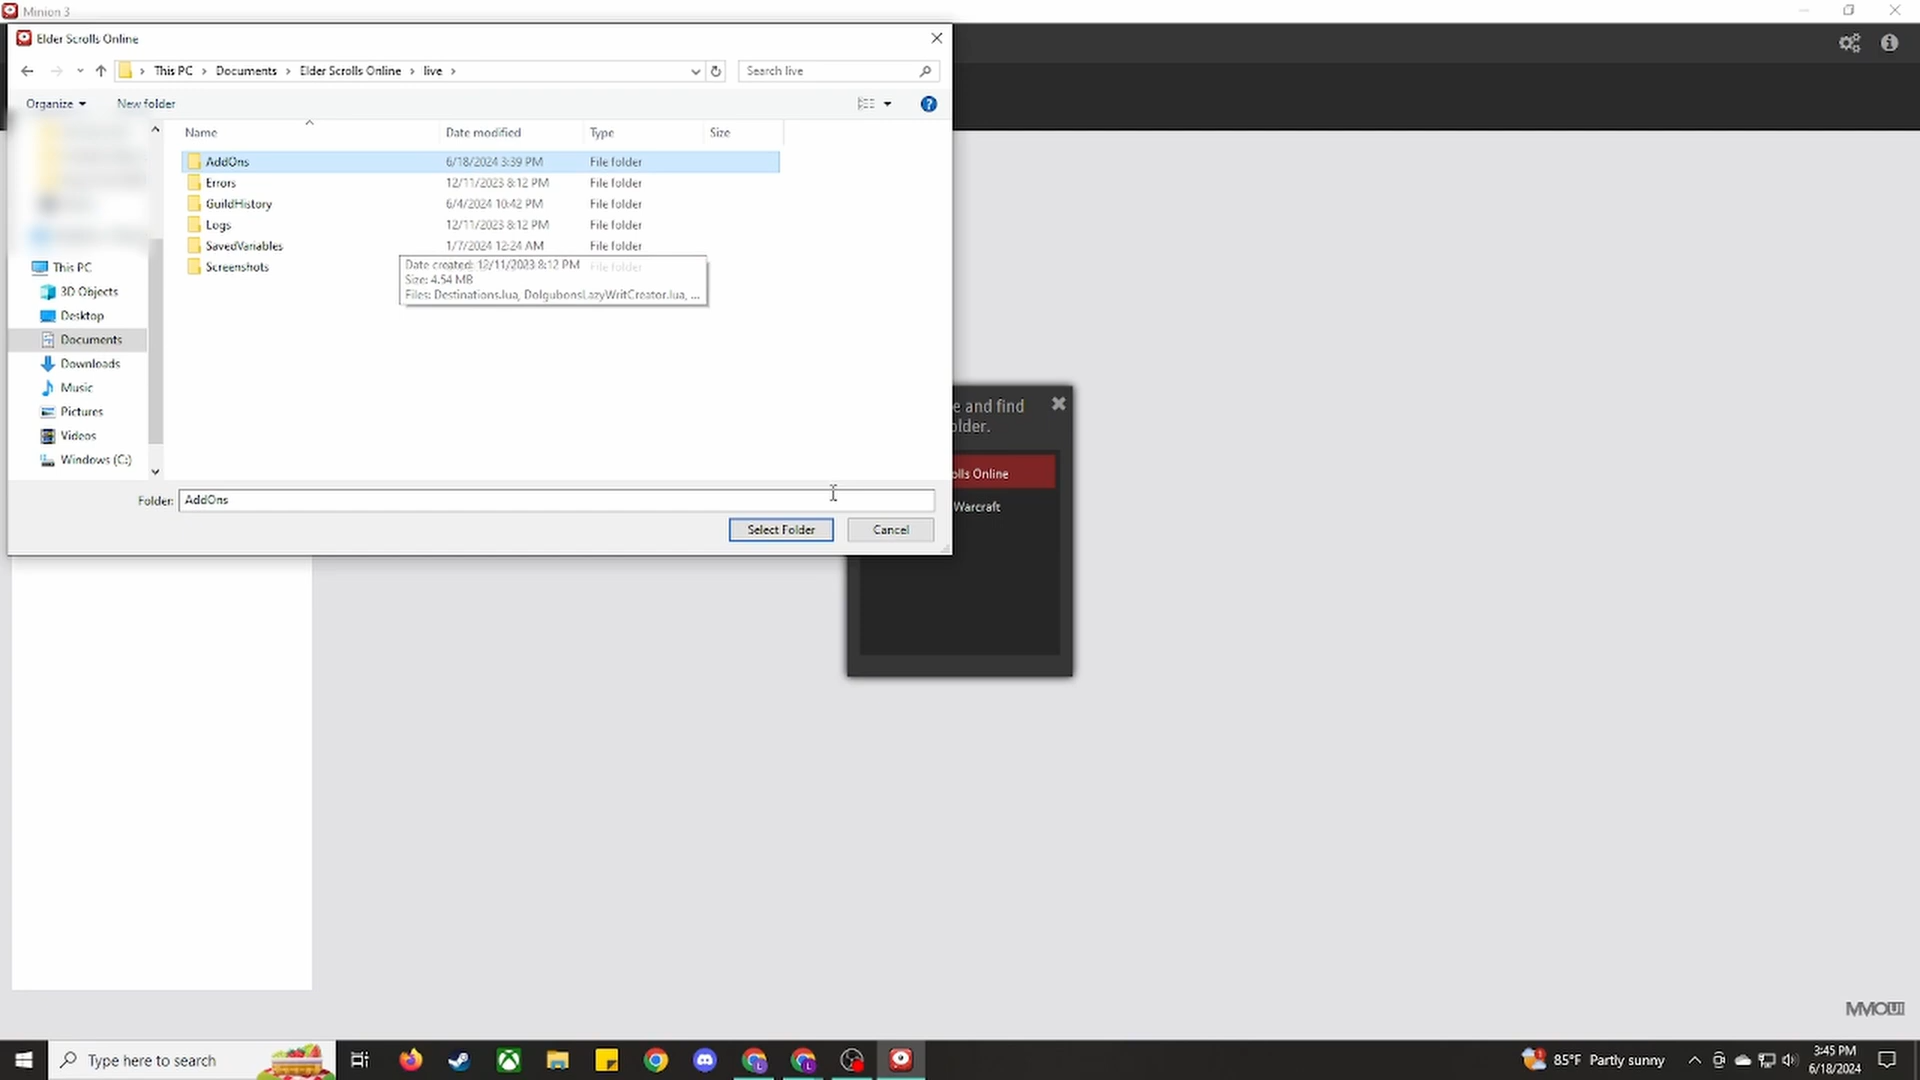 Minion 3
Elder Scrolls Online
This PC
Documents
Elder Scrolls Online
live
Search live
Organize
New folder
Name
Date modified
Type
Size
AddOns
6/18/2024 3:39 PM
File folder
Errors
12/11/2023 8:12 PM
File folder
GuildHistory
6/4/2024 10:42 PM
File folder
Logs
12/11/2023 8:12 PM
File folder
SavedVariables
1/7/2024 12:24 AM
File folder
Screenshots
File folder
Date created: 12/11/2023 8:12 PM
Size: 4.54 MB
Files: Destinations.lua, DolgubonsLazyWritCreator.lua, ...
This PC
3D Objects
Desktop
Documents
Downloads
Music
Pictures
Videos
Windows (C:)
Folder:
AddOns
Select Folder
Cancel
e and find
older.
olls Online
Warcraft
MMOUI
Type here to search
85°F Partly sunny
3:45 PM
6/18/2024